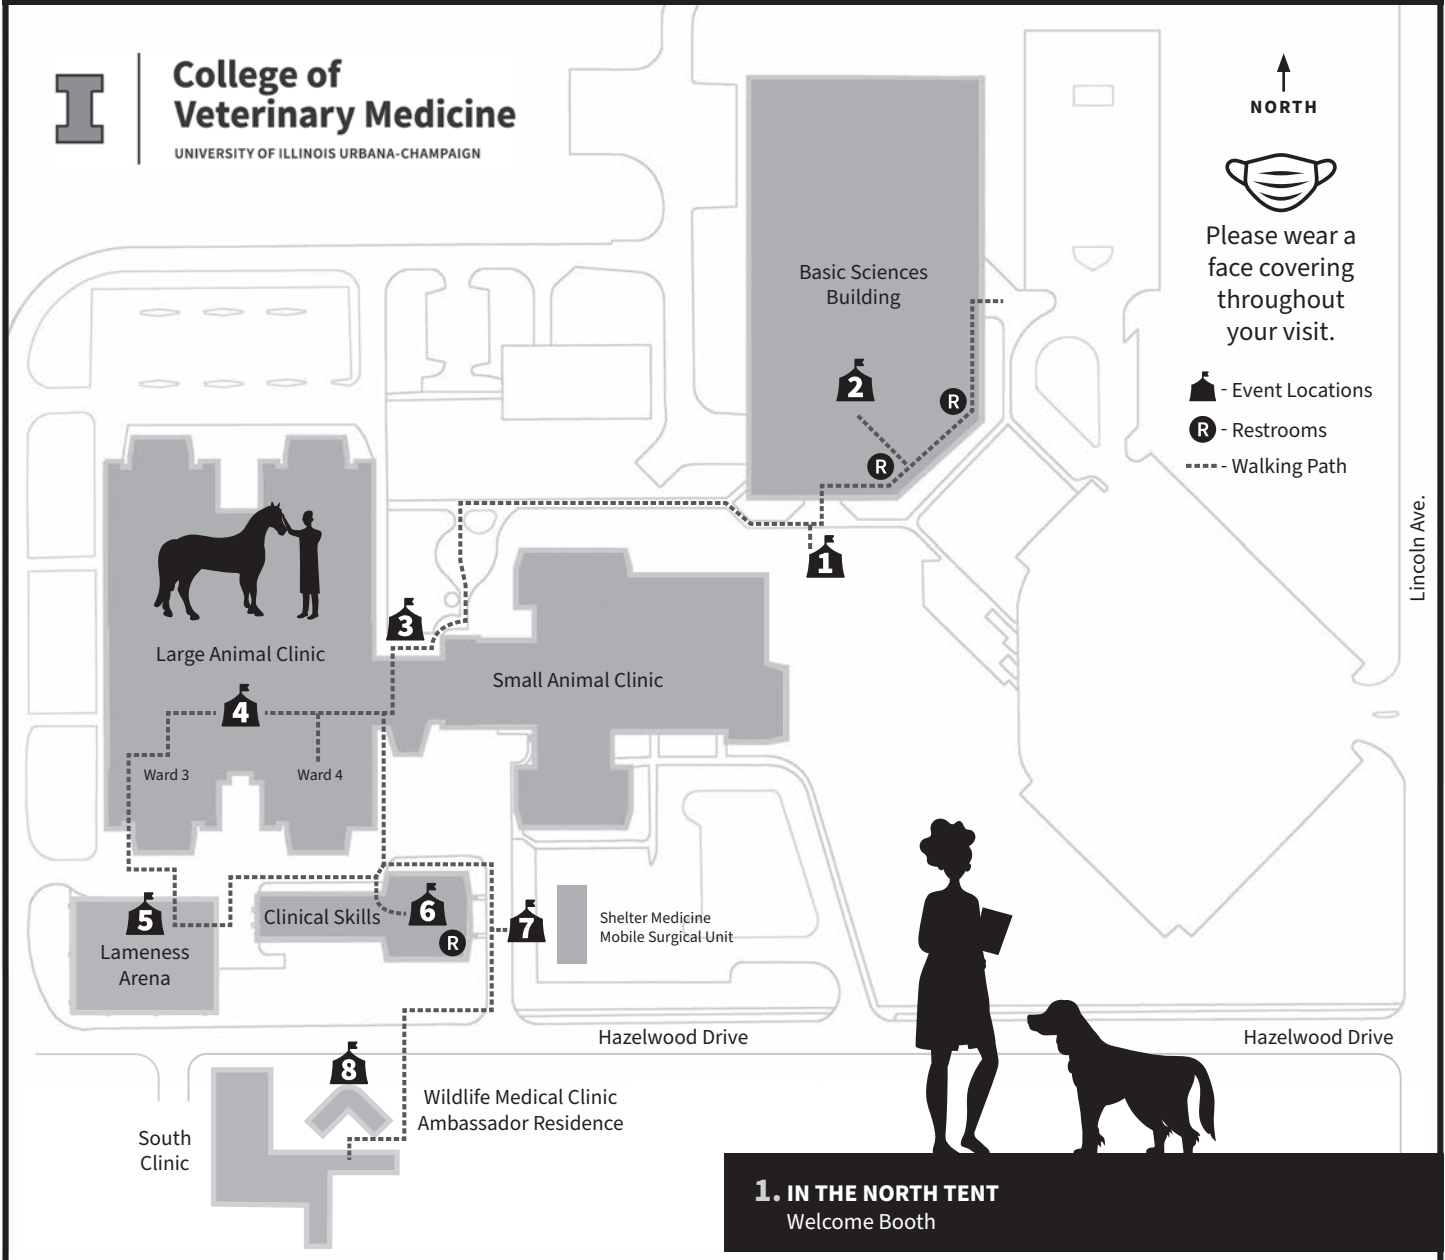 College of
Veterinary Medicine
UNIVERSITY OF ILLINOIS URBANA-CHAMPAIGN
NORTH
Please wear a
face covering
throughout
your visit.
- Event Locations
R - Restrooms
- Walking Path
Lincoln Ave.
Basic Sciences
Building
2
R
R
1
3
Large Animal Clinic
Small Animal Clinic
4
Ward 3
Ward 4
5
Lameness
Arena
Clinical Skills
6
R
7
Shelter Medicine
Mobile Surgical Unit
Hazelwood Drive
Hazelwood Drive
8
Wildlife Medical Clinic
Ambassador Residence
South
Clinic
1. IN THE NORTH TENT
Welcome Booth